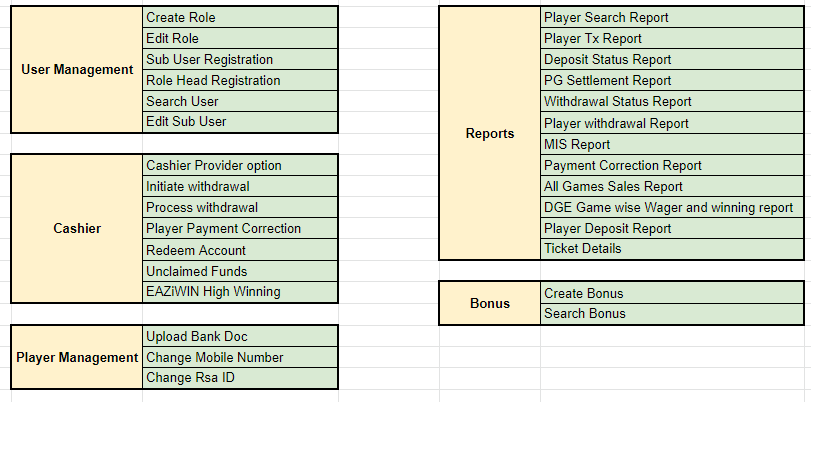 User Management
Create Role
Edit Role
Sub User Registration
Role Head Registration
Search User
Edit Sub User
Cashier
Cashier Provider option
Initiate withdrawal
Process withdrawal
Player Payment Correction
Redeem Account
Unclaimed Funds
EAZiWIN High Winning
Player Management
Upload Bank Doc
Change Mobile Number
Change Rsa ID
Reports
Player Search Report
Player Tx Report
Deposit Status Report
PG Settlement Report
Withdrawal Status Report
Player withdrawal Report
MIS Report
Payment Correction Report
All Games Sales Report
DGE Game wise Wager and winning report
Player Deposit Report
Ticket Details
Bonus
Create Bonus
Search Bonus